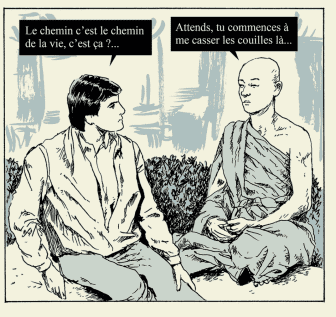 Le chemin c'est le chemin
de la vie, c'est ça ?...
Attends, tu commences à
me casser les couilles là...